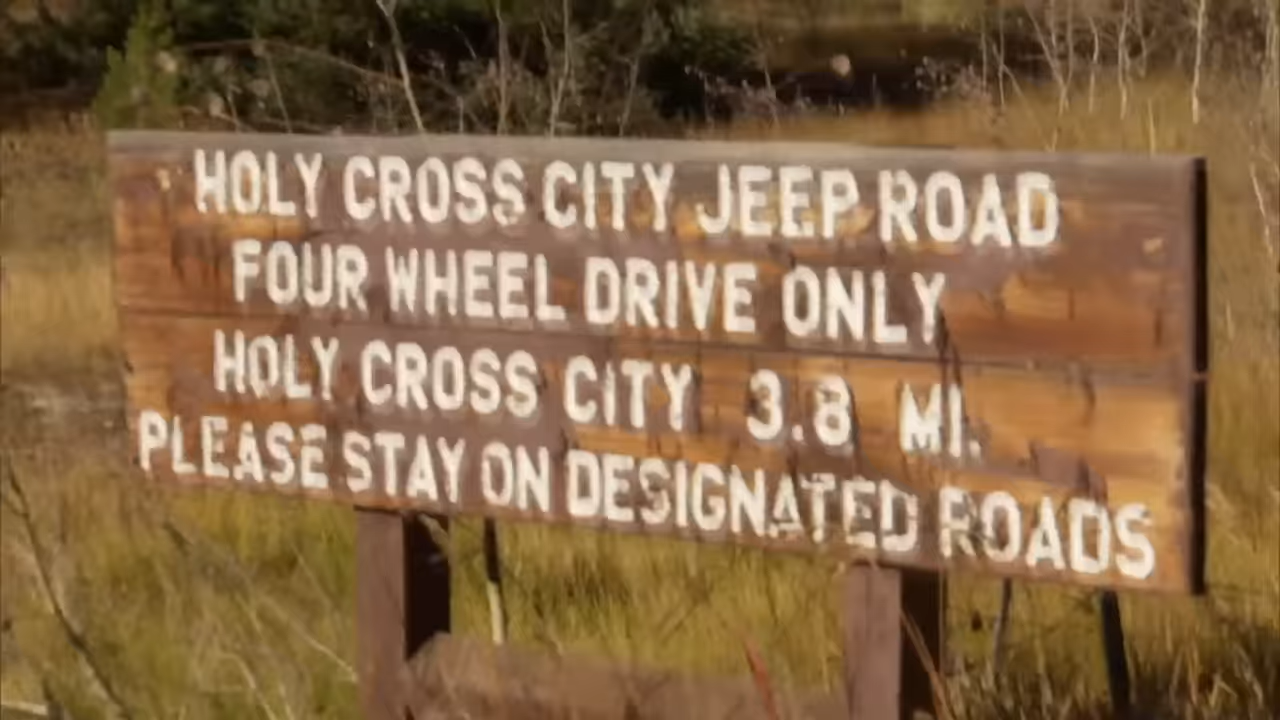 HOLY CROSS CITY JEEP ROAD
FOUR WHEEL DRIVE ONLY
HOLY CROSS CITY 3.8 MI.
PLEASE STAY ON DESIGNATED ROADS